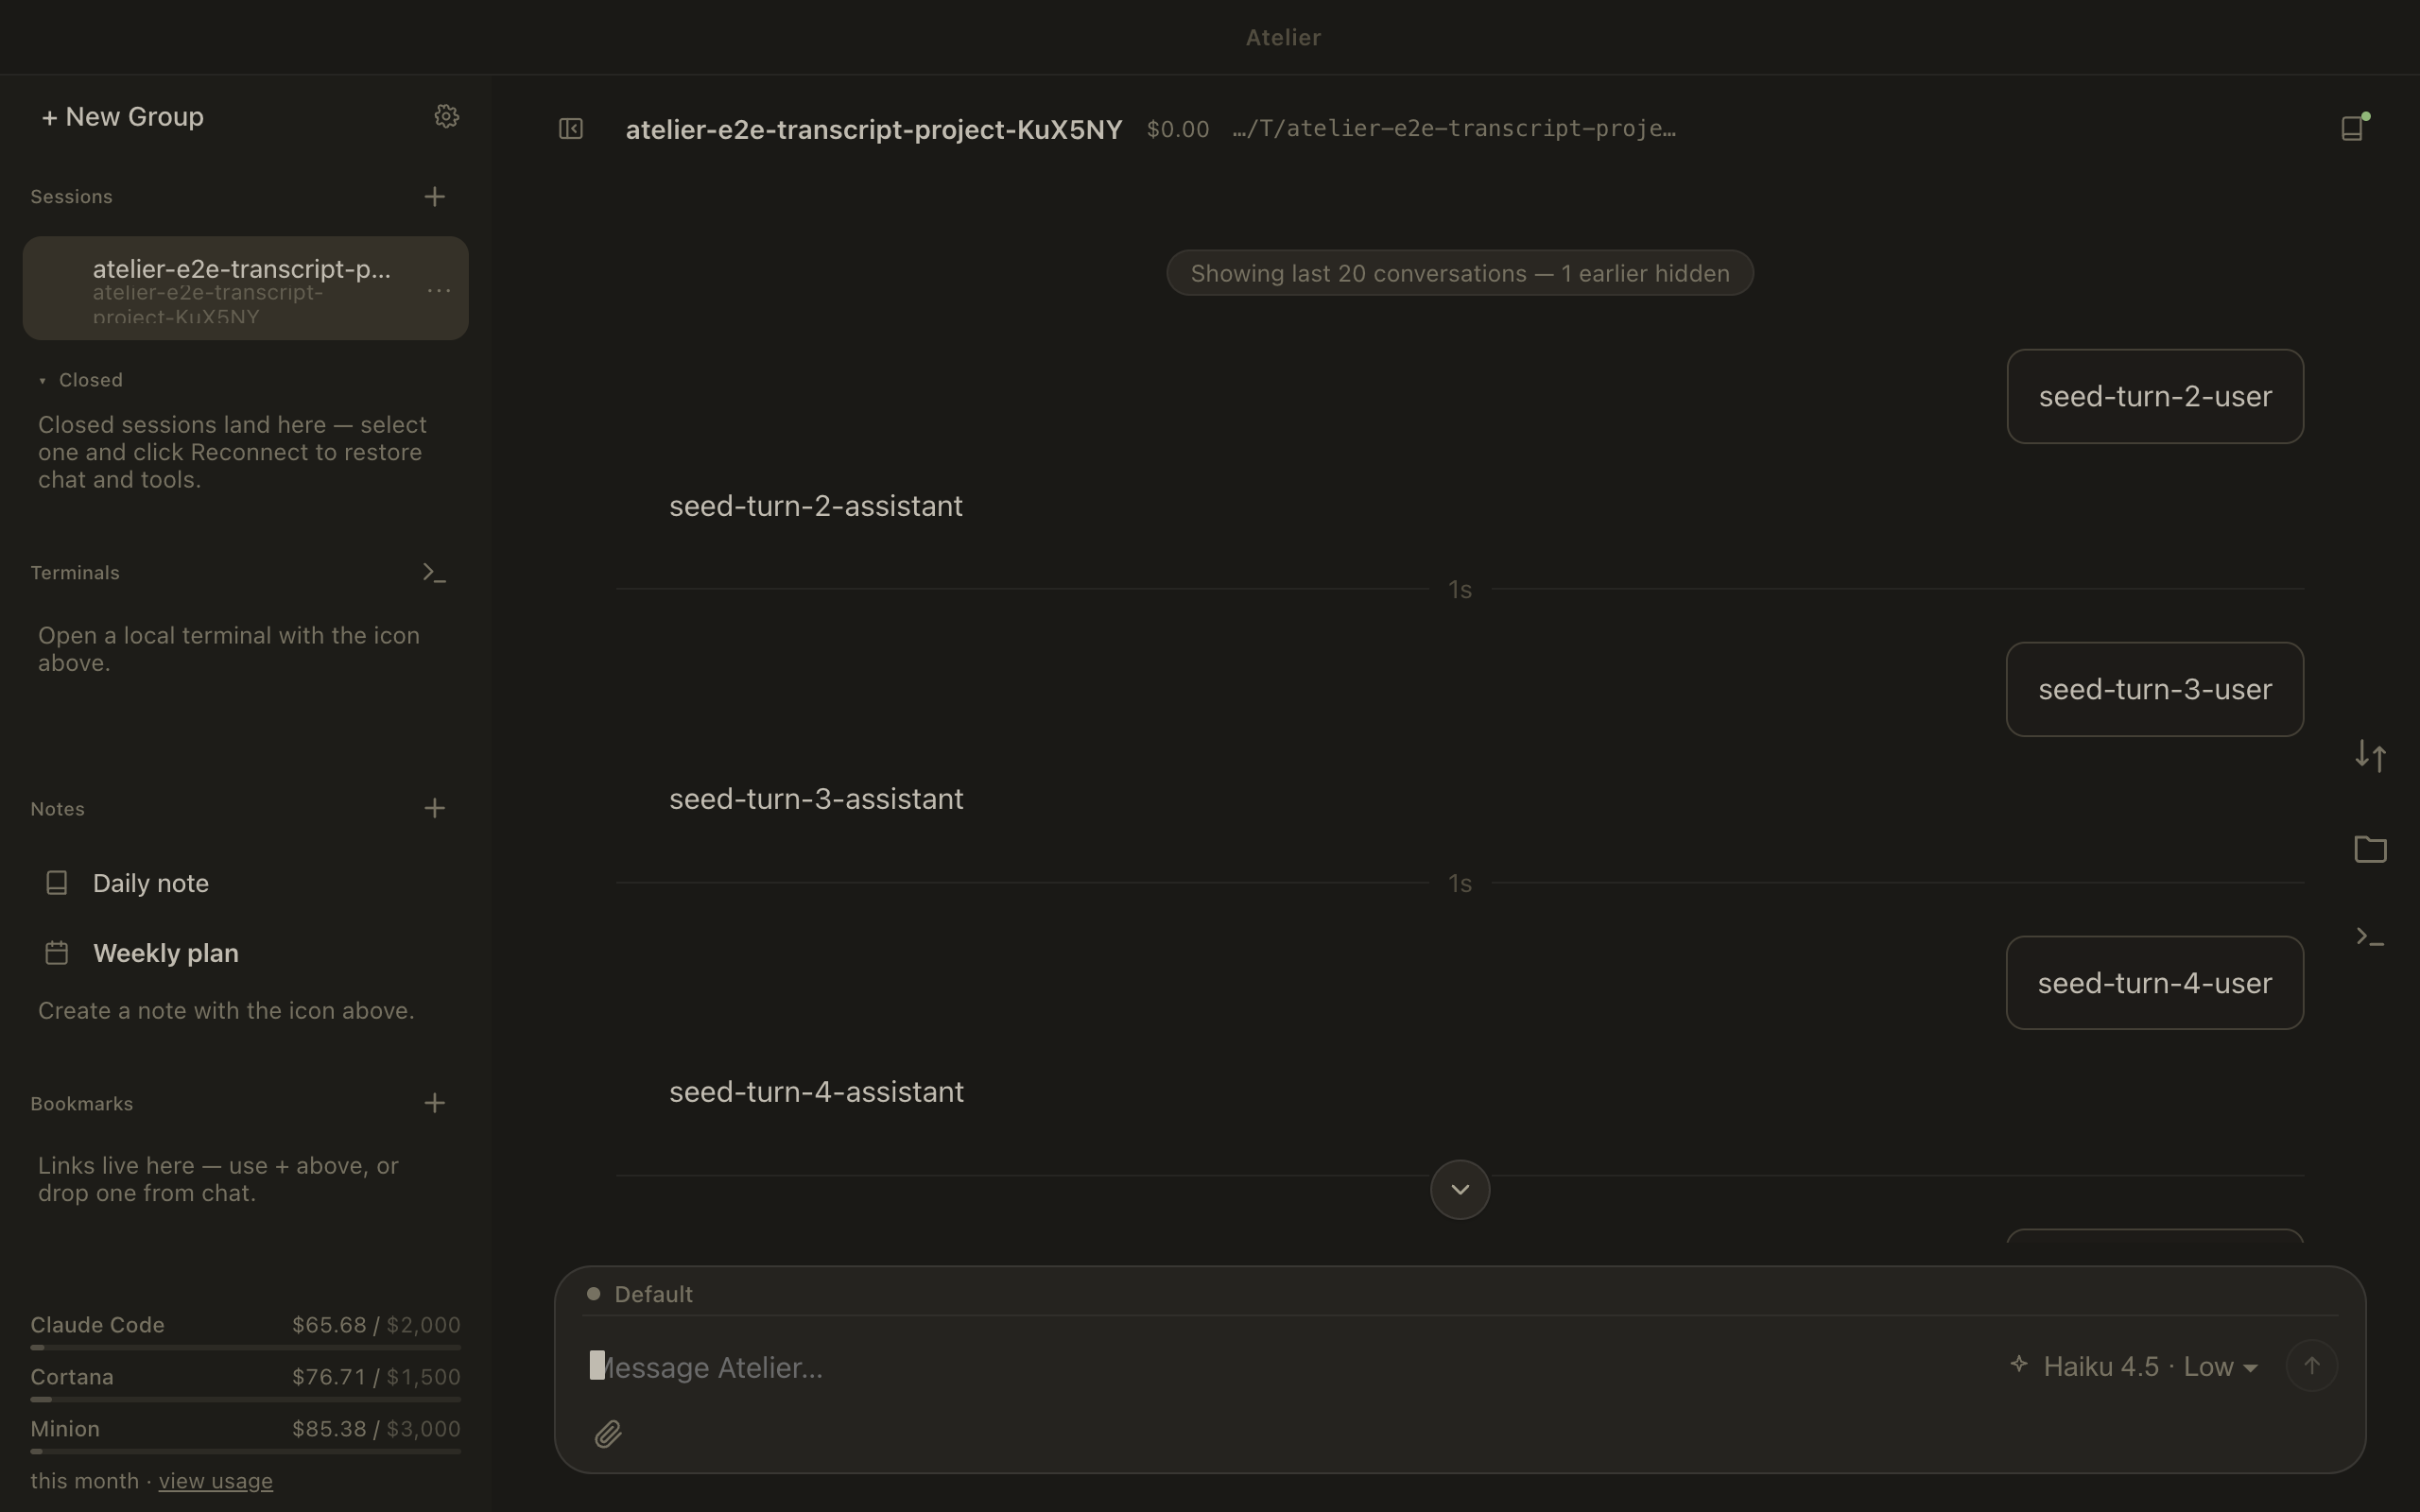 Atelier
+ New Group
Sessions
atelier-e2e-transcript-p...
atelier-e2e-transcript-
project-KuX5NY
Closed
Closed sessions land here — select
one and click Reconnect to restore
chat and tools.
Terminals
Open a local terminal with the icon
above.
Notes
Daily note
Weekly plan
Create a note with the icon above.
Bookmarks
Links live here — use + above, or
drop one from chat.
Claude Code $65.68 / $2,000
Cortana $76.71 / $1,500
Minion $85.38 / $3,000
this month · view usage
atelier-e2e-transcript-project-KuX5NY $0.00 …/T/atelier-e2e-transcript-proje…
Showing last 20 conversations — 1 earlier hidden
seed-turn-2-user
seed-turn-2-assistant
1s
seed-turn-3-user
seed-turn-3-assistant
1s
seed-turn-4-user
seed-turn-4-assistant
Default
Message Atelier...
Haiku 4.5 · Low